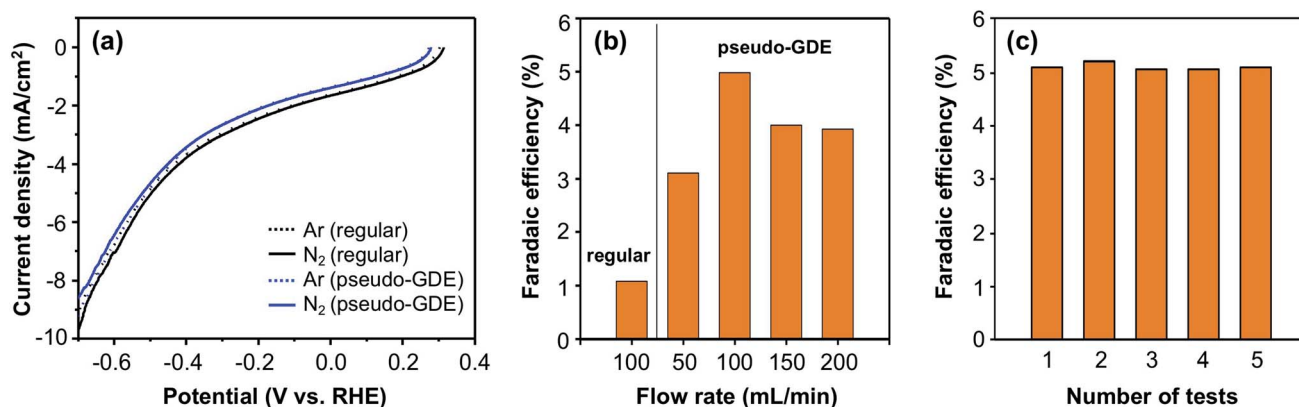 (a)
Current density (mA/cm²)
0
-2
-4
-6
-8
-10
Ar (regular)
N₂ (regular)
Ar (pseudo-GDE)
N₂ (pseudo-GDE)
-0.6 -0.4 -0.2 0.0 0.2 0.4
Potential (V vs. RHE)
(b)
Faradaic efficiency (%)
6
5
4
3
2
1
0
pseudo-GDE
regular
100 50 100 150 200
Flow rate (mL/min)
(c)
Faradaic efficiency (%)
6
5
4
3
2
1
0
1 2 3 4 5
Number of tests